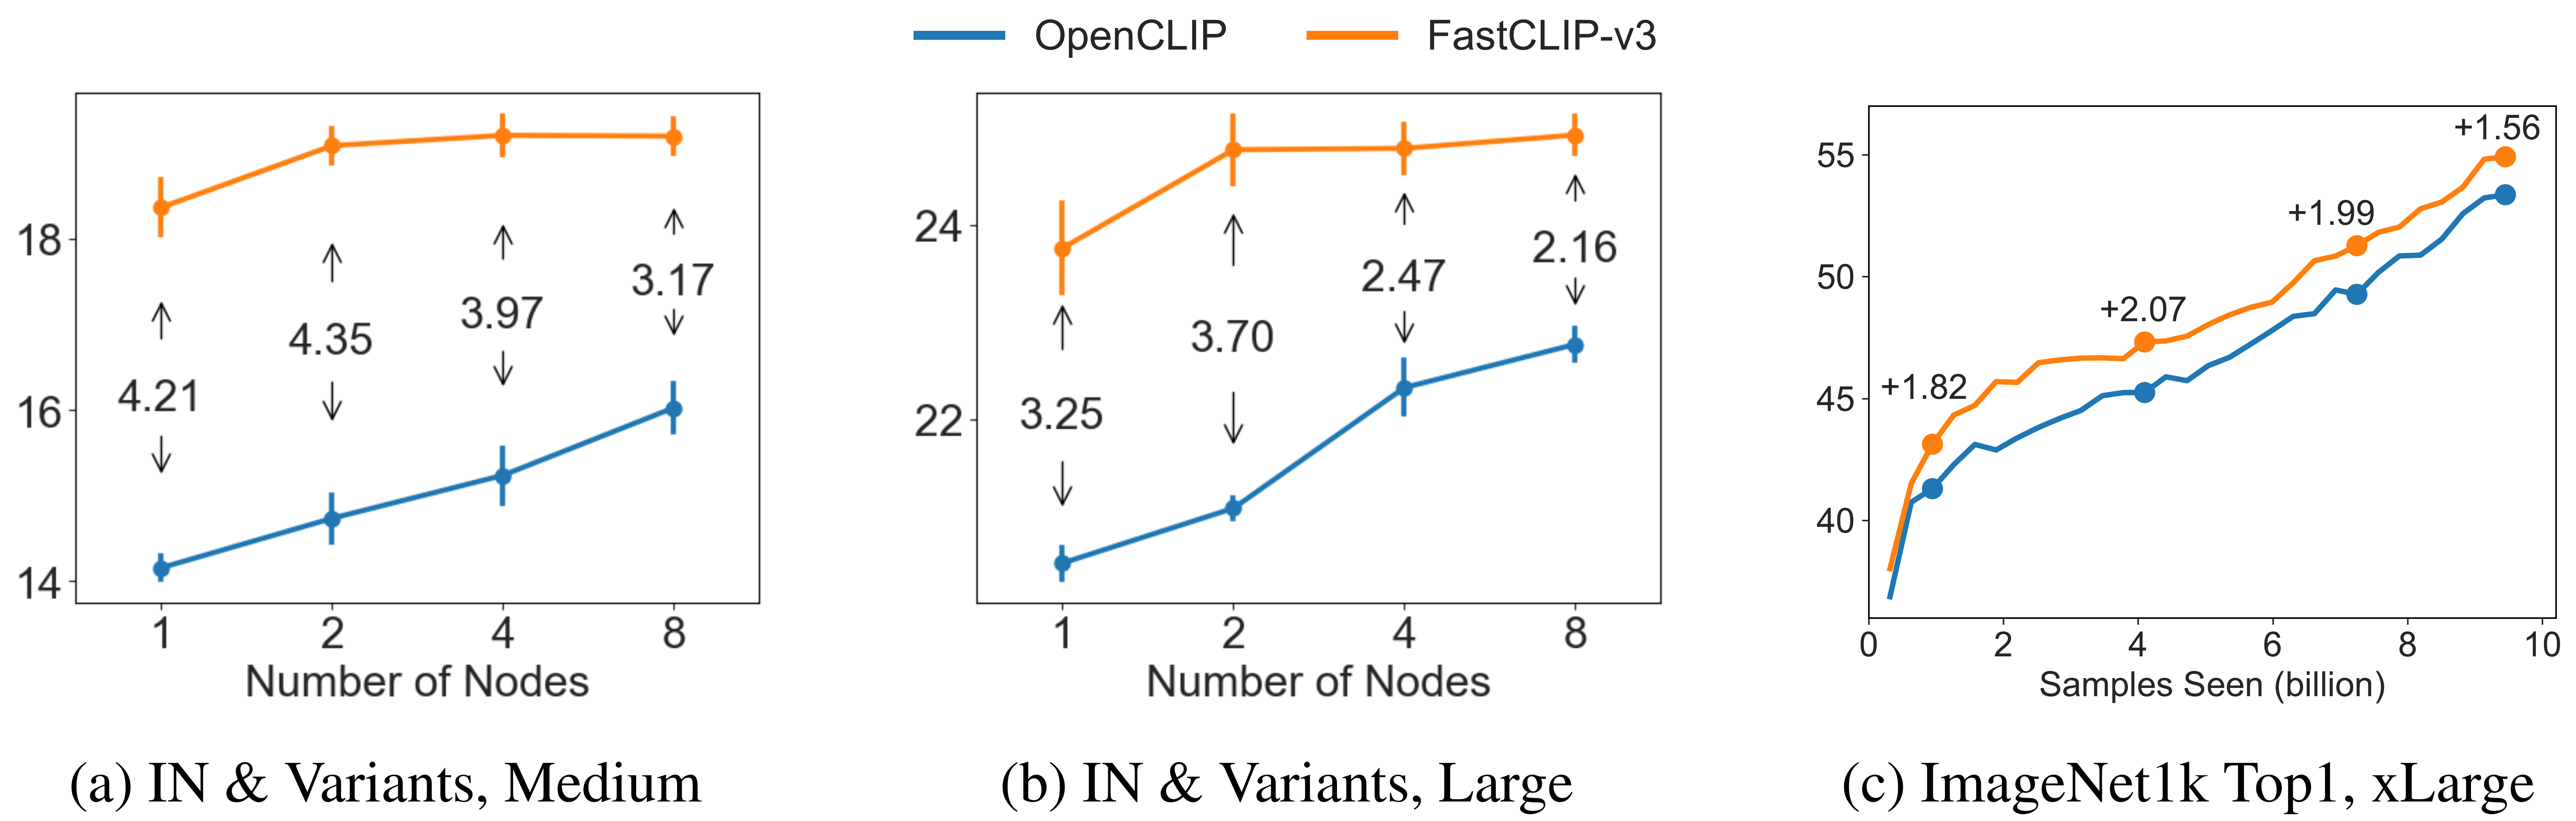 OpenCLIP FastCLIP-v3
18
16
14
4.21
4.35
3.97
3.17
1 2 4 8
Number of Nodes
(a) IN & Variants, Medium
24
22
3.25
3.70
2.47
2.16
1 2 4 8
Number of Nodes
(b) IN & Variants, Large
55
50
45
40
+1.82
+2.07
+1.99
+1.56
0 2 4 6 8 10
Samples Seen (billion)
(c) ImageNet1k Top1, xLarge